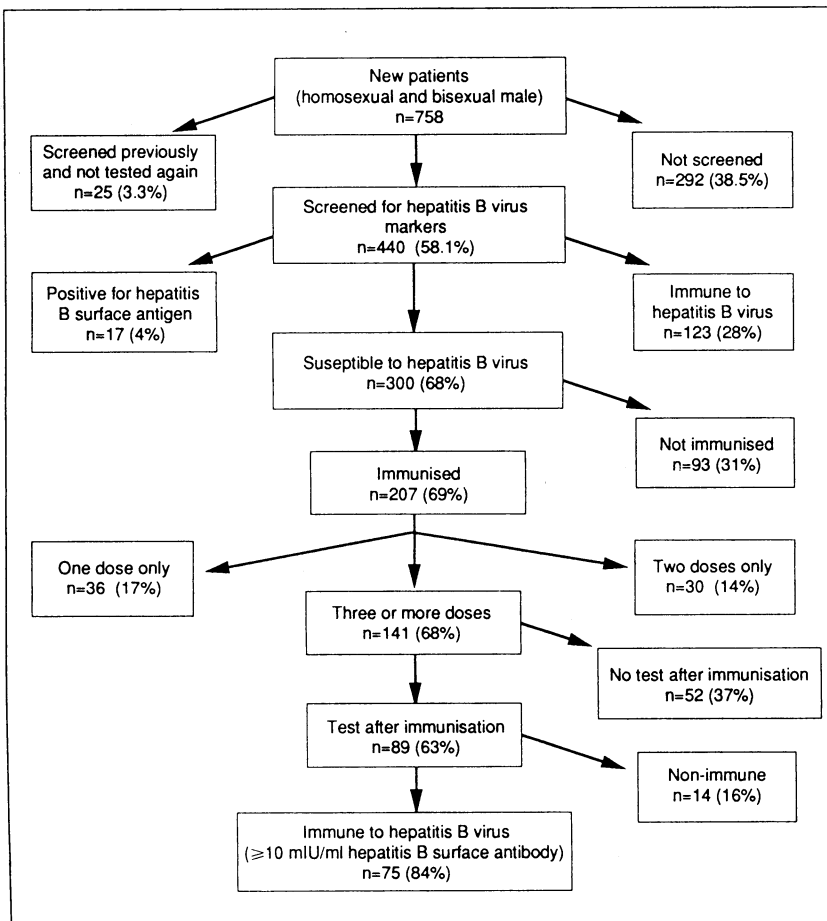 New patients
(homosexual and bisexual male)
n=758
Screened previously
and not tested again
n=25 (3.3%)
Not screened
n=292 (38.5%)
Screened for hepatitis B virus
markers
n=440 (58.1%)
Positive for hepatitis
B surface antigen
n=17 (4%)
Immune to
hepatitis B virus
n=123 (28%)
Suseptible to hepatitis B virus
n=300 (68%)
Not immunised
n=93 (31%)
Immunised
n=207 (69%)
One dose only
n=36 (17%)
Two doses only
n=30 (14%)
Three or more doses
n=141 (68%)
No test after immunisation
n=52 (37%)
Test after immunisation
n=89 (63%)
Non-immune
n=14 (16%)
Immune to hepatitis B virus
(≥10 mIU/ml hepatitis B surface antibody)
n=75 (84%)